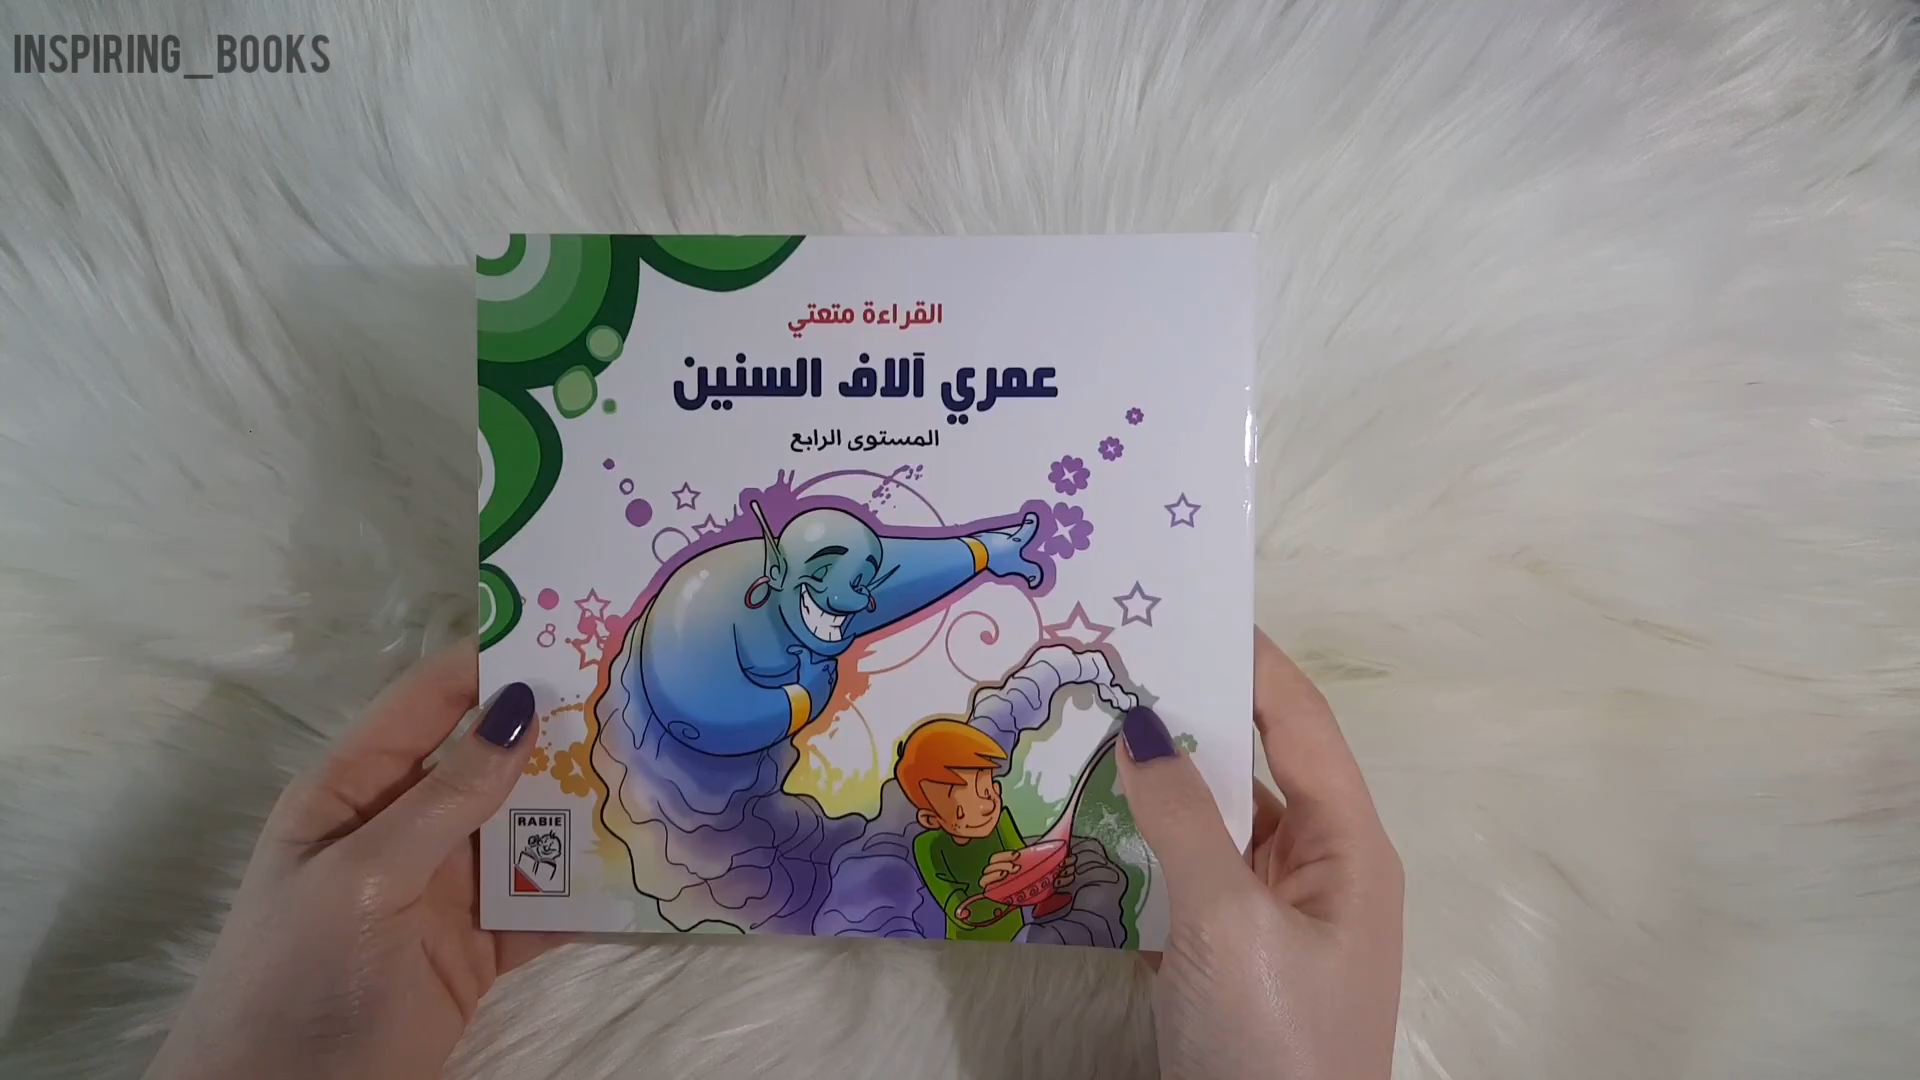 INSPIRING_BOOKS
القراءة متعتي
عمري آلاف السنين
المستوى الرابع
RABIE